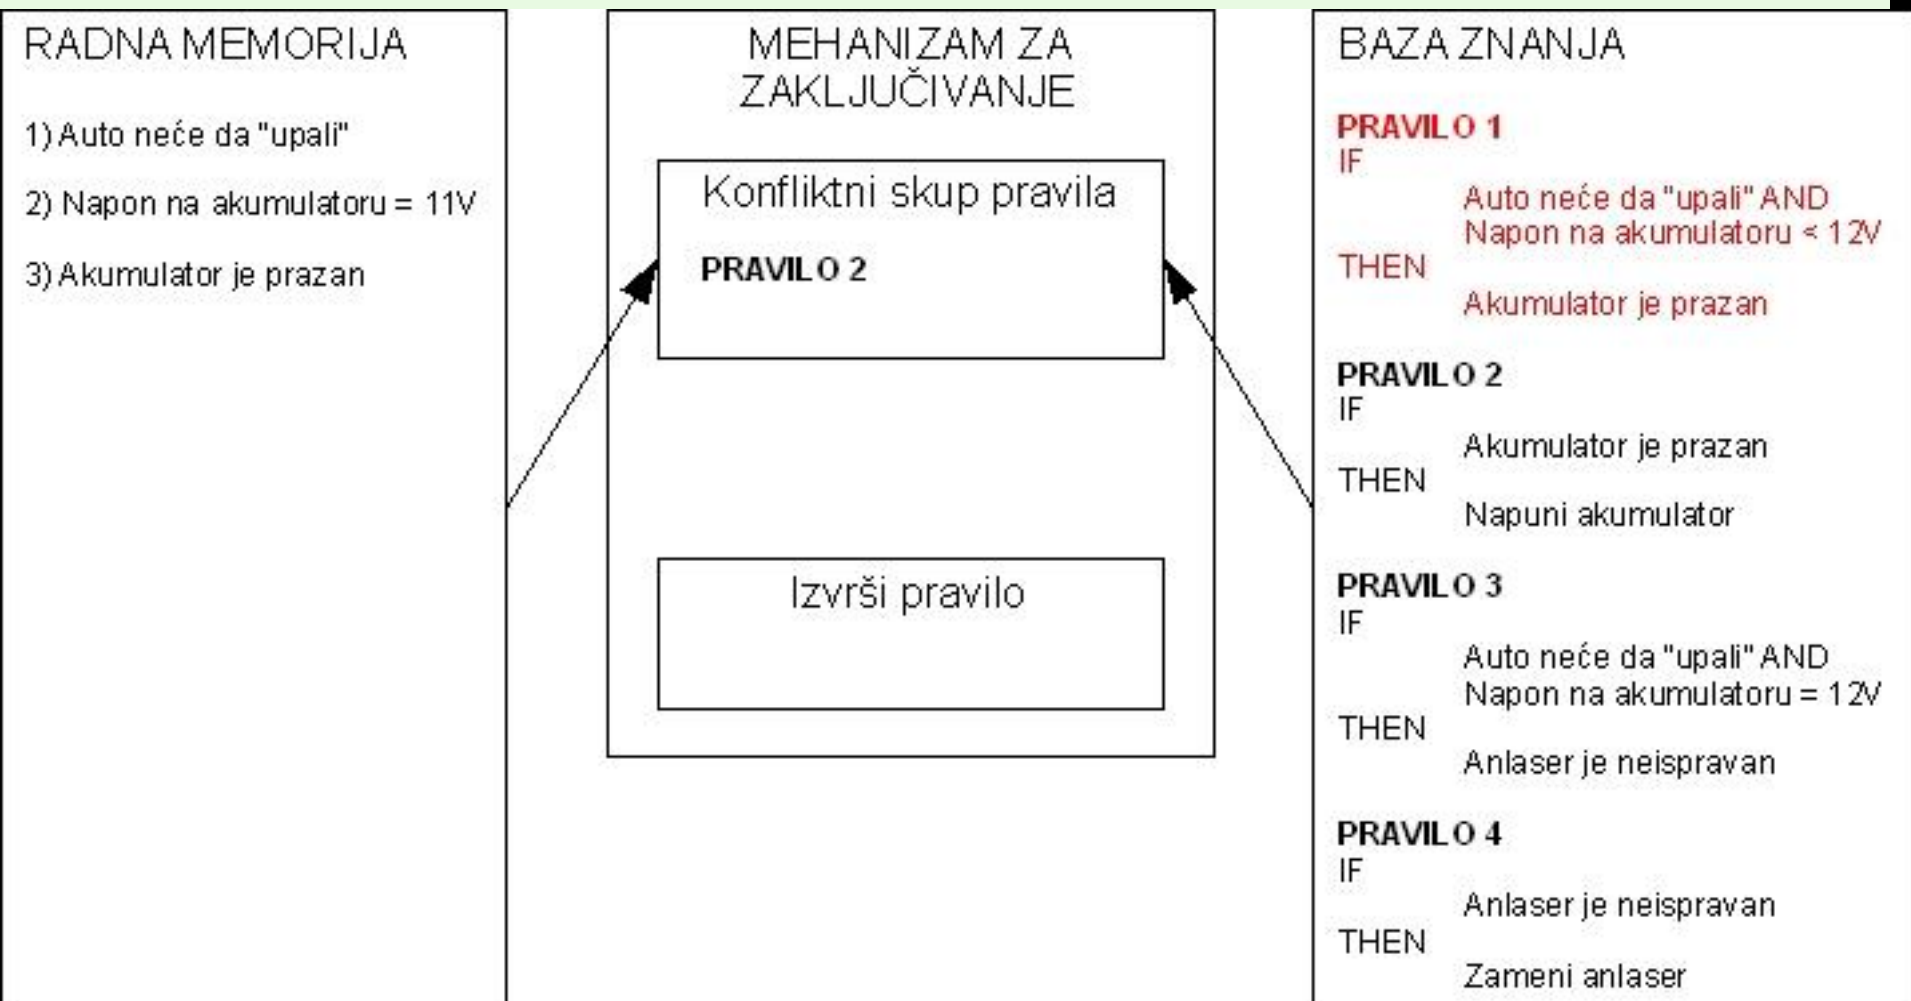 RADNA MEMORIJA
1) Auto neće da "upali"
2) Napon na akumulatoru = 11V
3) Akumulator je prazan
MEHANIZAM ZA
ZAKLJUČIVANJE
Konfliktni skup pravila
PRAVILO 2
Izvrši pravilo
BAZA ZNANJA
PRAVILO 1
IF
Auto neće da "upali" AND
Napon na akumulatoru < 12V
THEN
Akumulator je prazan
PRAVILO 2
IF
Akumulator je prazan
THEN
Napuni akumulator
PRAVILO 3
IF
Auto neće da "upali" AND
Napon na akumulatoru = 12V
THEN
Anlaser je neispravan
PRAVILO 4
IF
Anlaser je neispravan
THEN
Zameni anlaser